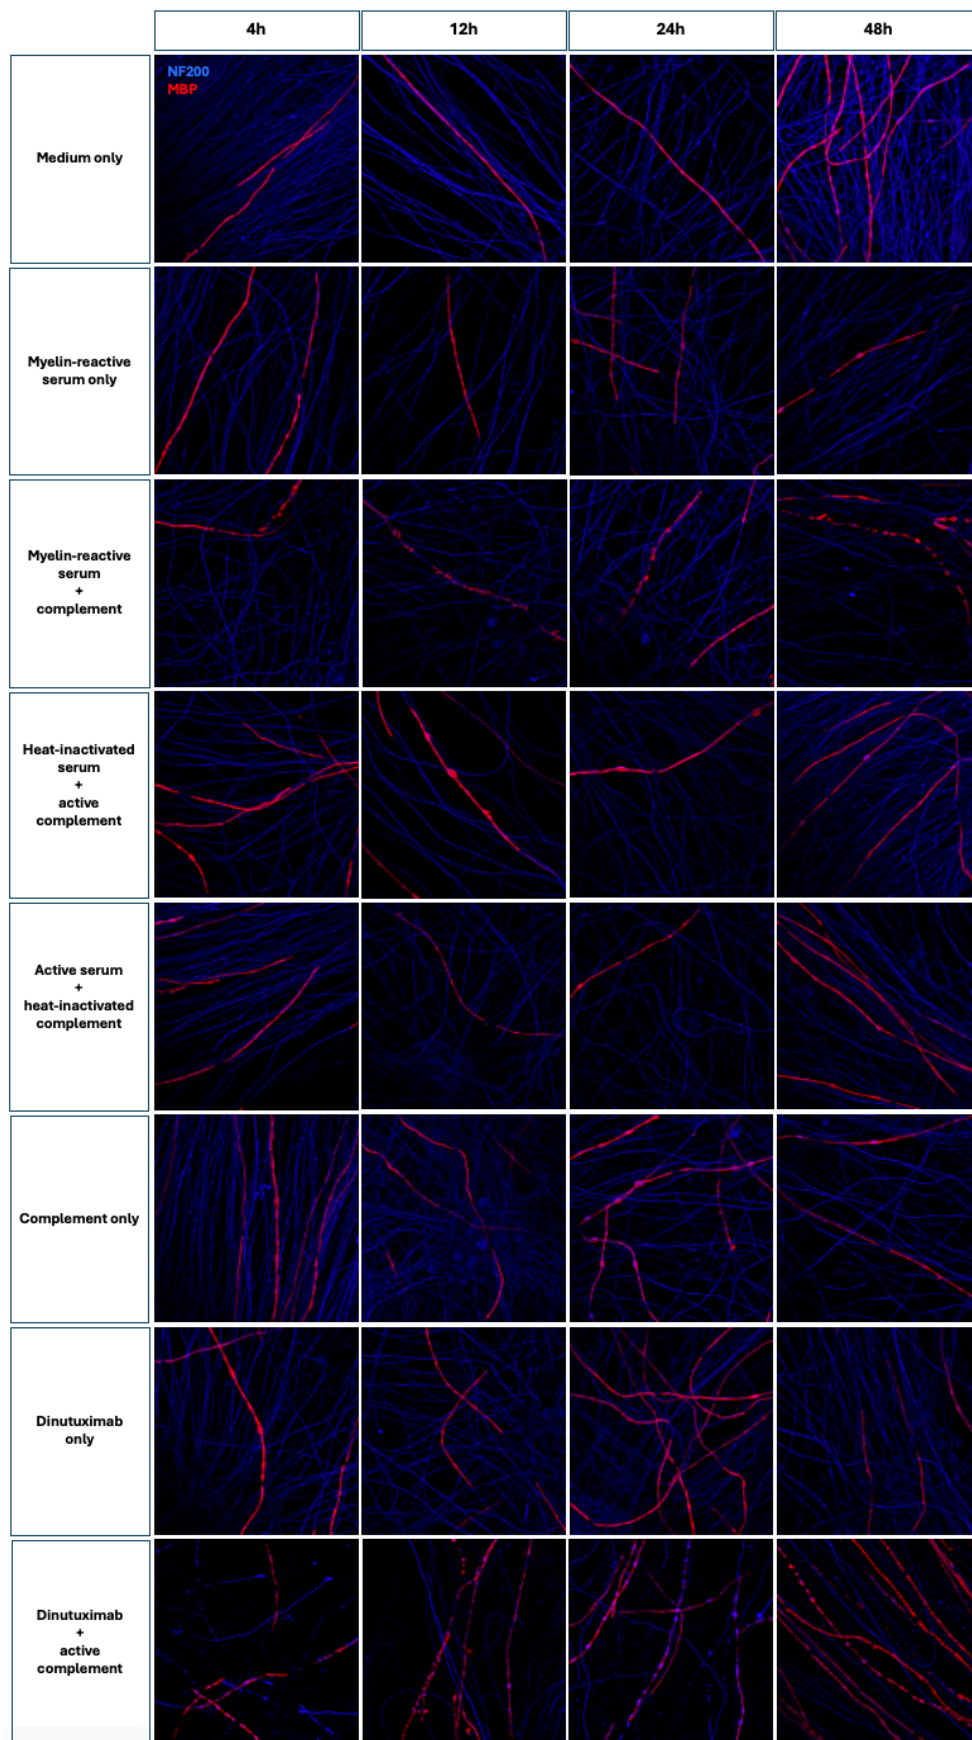 4h
12h
24h
48h
NF200
MBP
Medium only
Myelin-reactive
serum only
Myelin-reactive
serum
+
complement
Heat-inactivated
serum
+
active
complement
Active serum
+
heat-inactivated
complement
Complement only
Dinutuximab
only
Dinutuximab
+
active
complement